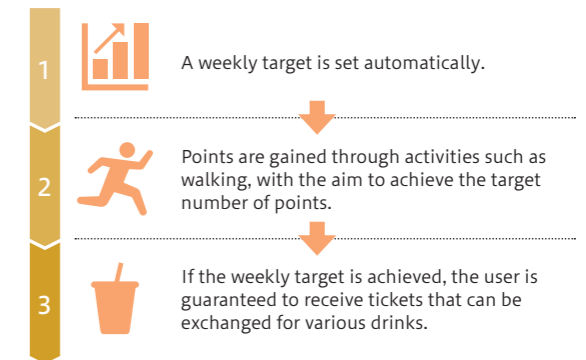 1
A weekly target is set automatically.
2
Points are gained through activities such as
walking, with the aim to achieve the target
number of points.
3
If the weekly target is achieved, the user is
guaranteed to receive tickets that can be
exchanged for various drinks.